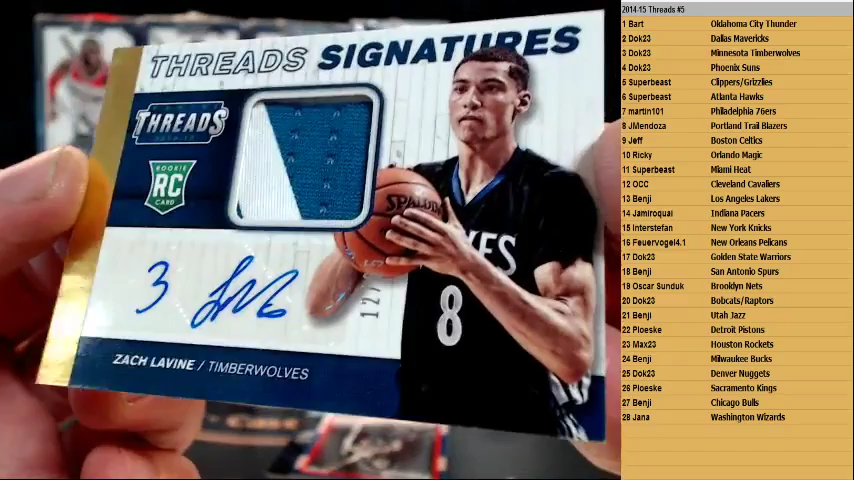 THREADS SIGNATURES
THREADS
ROOKIE
RC
CARD
SPALDING
8
3
ZACH LAVINE / TIMBERWOLVES
2014-15 Threads #5
1 Bart Oklahoma City Thunder
2 Dok23 Dallas Mavericks
3 Dok23 Minnesota Timberwolves
4 Dok23 Phoenix Suns
5 Superbeast Clippers/Grizzlies
6 Superbeast Atlanta Hawks
7 martin101 Philadelphia 76ers
8 JMendoza Portland Trail Blazers
9 Jeff Boston Celtics
10 Ricky Orlando Magic
11 Superbeast Miami Heat
12 OCC Cleveland Cavaliers
13 Benji Los Angeles Lakers
14 Jamiroquai Indiana Pacers
15 Interstefan New York Knicks
16 Feuervogel4.1 New Orleans Pelicans
17 Dok23 Golden State Warriors
18 Benji San Antonio Spurs
19 Oscar Sunduk Brooklyn Nets
20 Dok23 Bobcats/Raptors
21 Benji Utah Jazz
22 Ploeske Detroit Pistons
23 Max23 Houston Rockets
24 Benji Milwaukee Bucks
25 Dok23 Denver Nuggets
26 Ploeske Sacramento Kings
27 Benji Chicago Bulls
28 Jana Washington Wizards